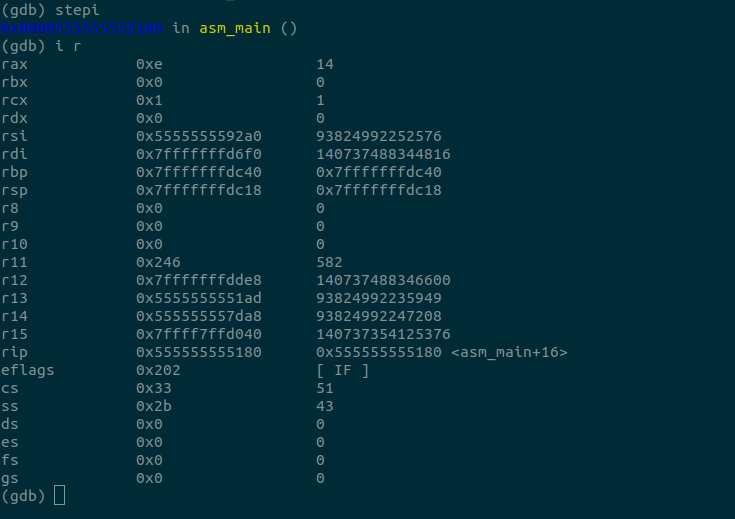 (gdb) stepi
0x0000555555555180 in asm_main ()
(gdb) i r
rax 0xe 14
rbx 0x0 0
rcx 0x1 1
rdx 0x0 0
rsi 0x5555555592a0 93824992252576
rdi 0x7fffffffd6f0 140737488344816
rbp 0x7fffffffdc40 0x7fffffffdc40
rsp 0x7fffffffdc18 0x7fffffffdc18
r8 0x0 0
r9 0x0 0
r10 0x0 0
r11 0x246 582
r12 0x7fffffffdde8 140737488346600
r13 0x5555555551ad 93824992235949
r14 0x555555557da8 93824992247208
r15 0x7ffff7ffd040 140737354125376
rip 0x555555555180 0x555555555180 <asm_main+16>
eflags 0x202 [ IF ]
cs 0x33 51
ss 0x2b 43
ds 0x0 0
es 0x0 0
fs 0x0 0
gs 0x0 0
(gdb)